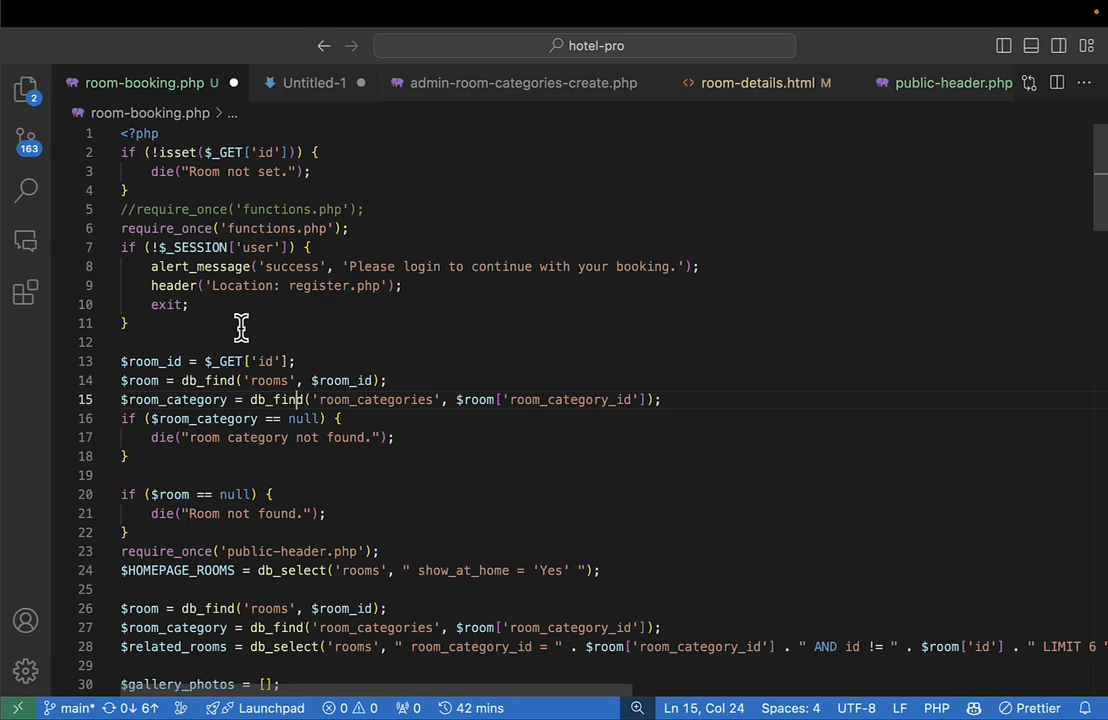 hotel-pro
room-booking.php U
Untitled-1
admin-room-categories-create.php
room-details.html M
public-header.php
room-booking.php > ...
2
163
1 <?php
2 if (!isset($_GET['id'])) {
3 die("Room not set.");
4 }
5 //require_once('functions.php');
6 require_once('functions.php');
7 if (!$_SESSION['user']) {
8 alert_message('success', 'Please login to continue with your booking.');
9 header('Location: register.php');
10 exit;
11 }
12
13 $room_id = $_GET['id'];
14 $room = db_find('rooms', $room_id);
15 $room_category = db_find('room_categories', $room['room_category_id']);
16 if ($room_category == null) {
17 die("room category not found.");
18 }
19
20 if ($room == null) {
21 die("Room not found.");
22 }
23 require_once('public-header.php');
24 $HOMEPAGE_ROOMS = db_select('rooms', " show_at_home = 'Yes' ");
25
26 $room = db_find('rooms', $room_id);
27 $room_category = db_find('room_categories', $room['room_category_id']);
28 $related_rooms = db_select('rooms', " room_category_id = " . $room['room_category_id'] . " AND id != " . $room['id'] . " LIMIT 6 "
29
30 $gallery_photos = [];
main* 0↓ 6↑ Launchpad 0 0 0 42 mins Ln 15, Col 24 Spaces: 4 UTF-8 LF PHP Prettier